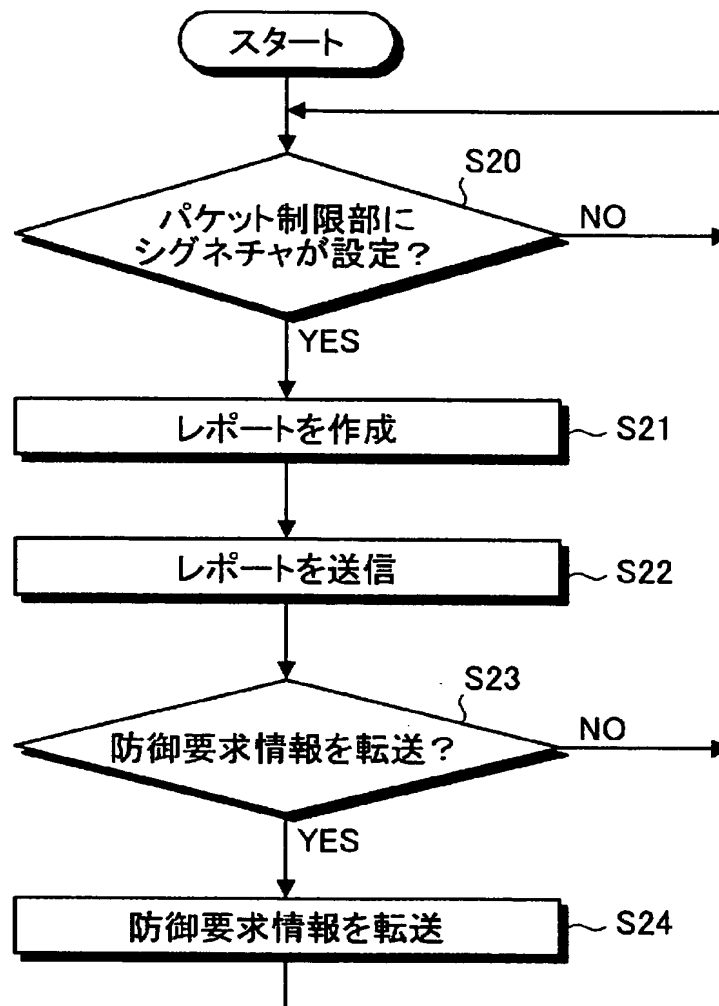 スタート
S20
パケット制限部に
シグネチャが設定?
NO
YES
レポートを作成
S21
レポートを送信
S22
S23
防御要求情報を転送?
NO
YES
防御要求情報を転送
S24